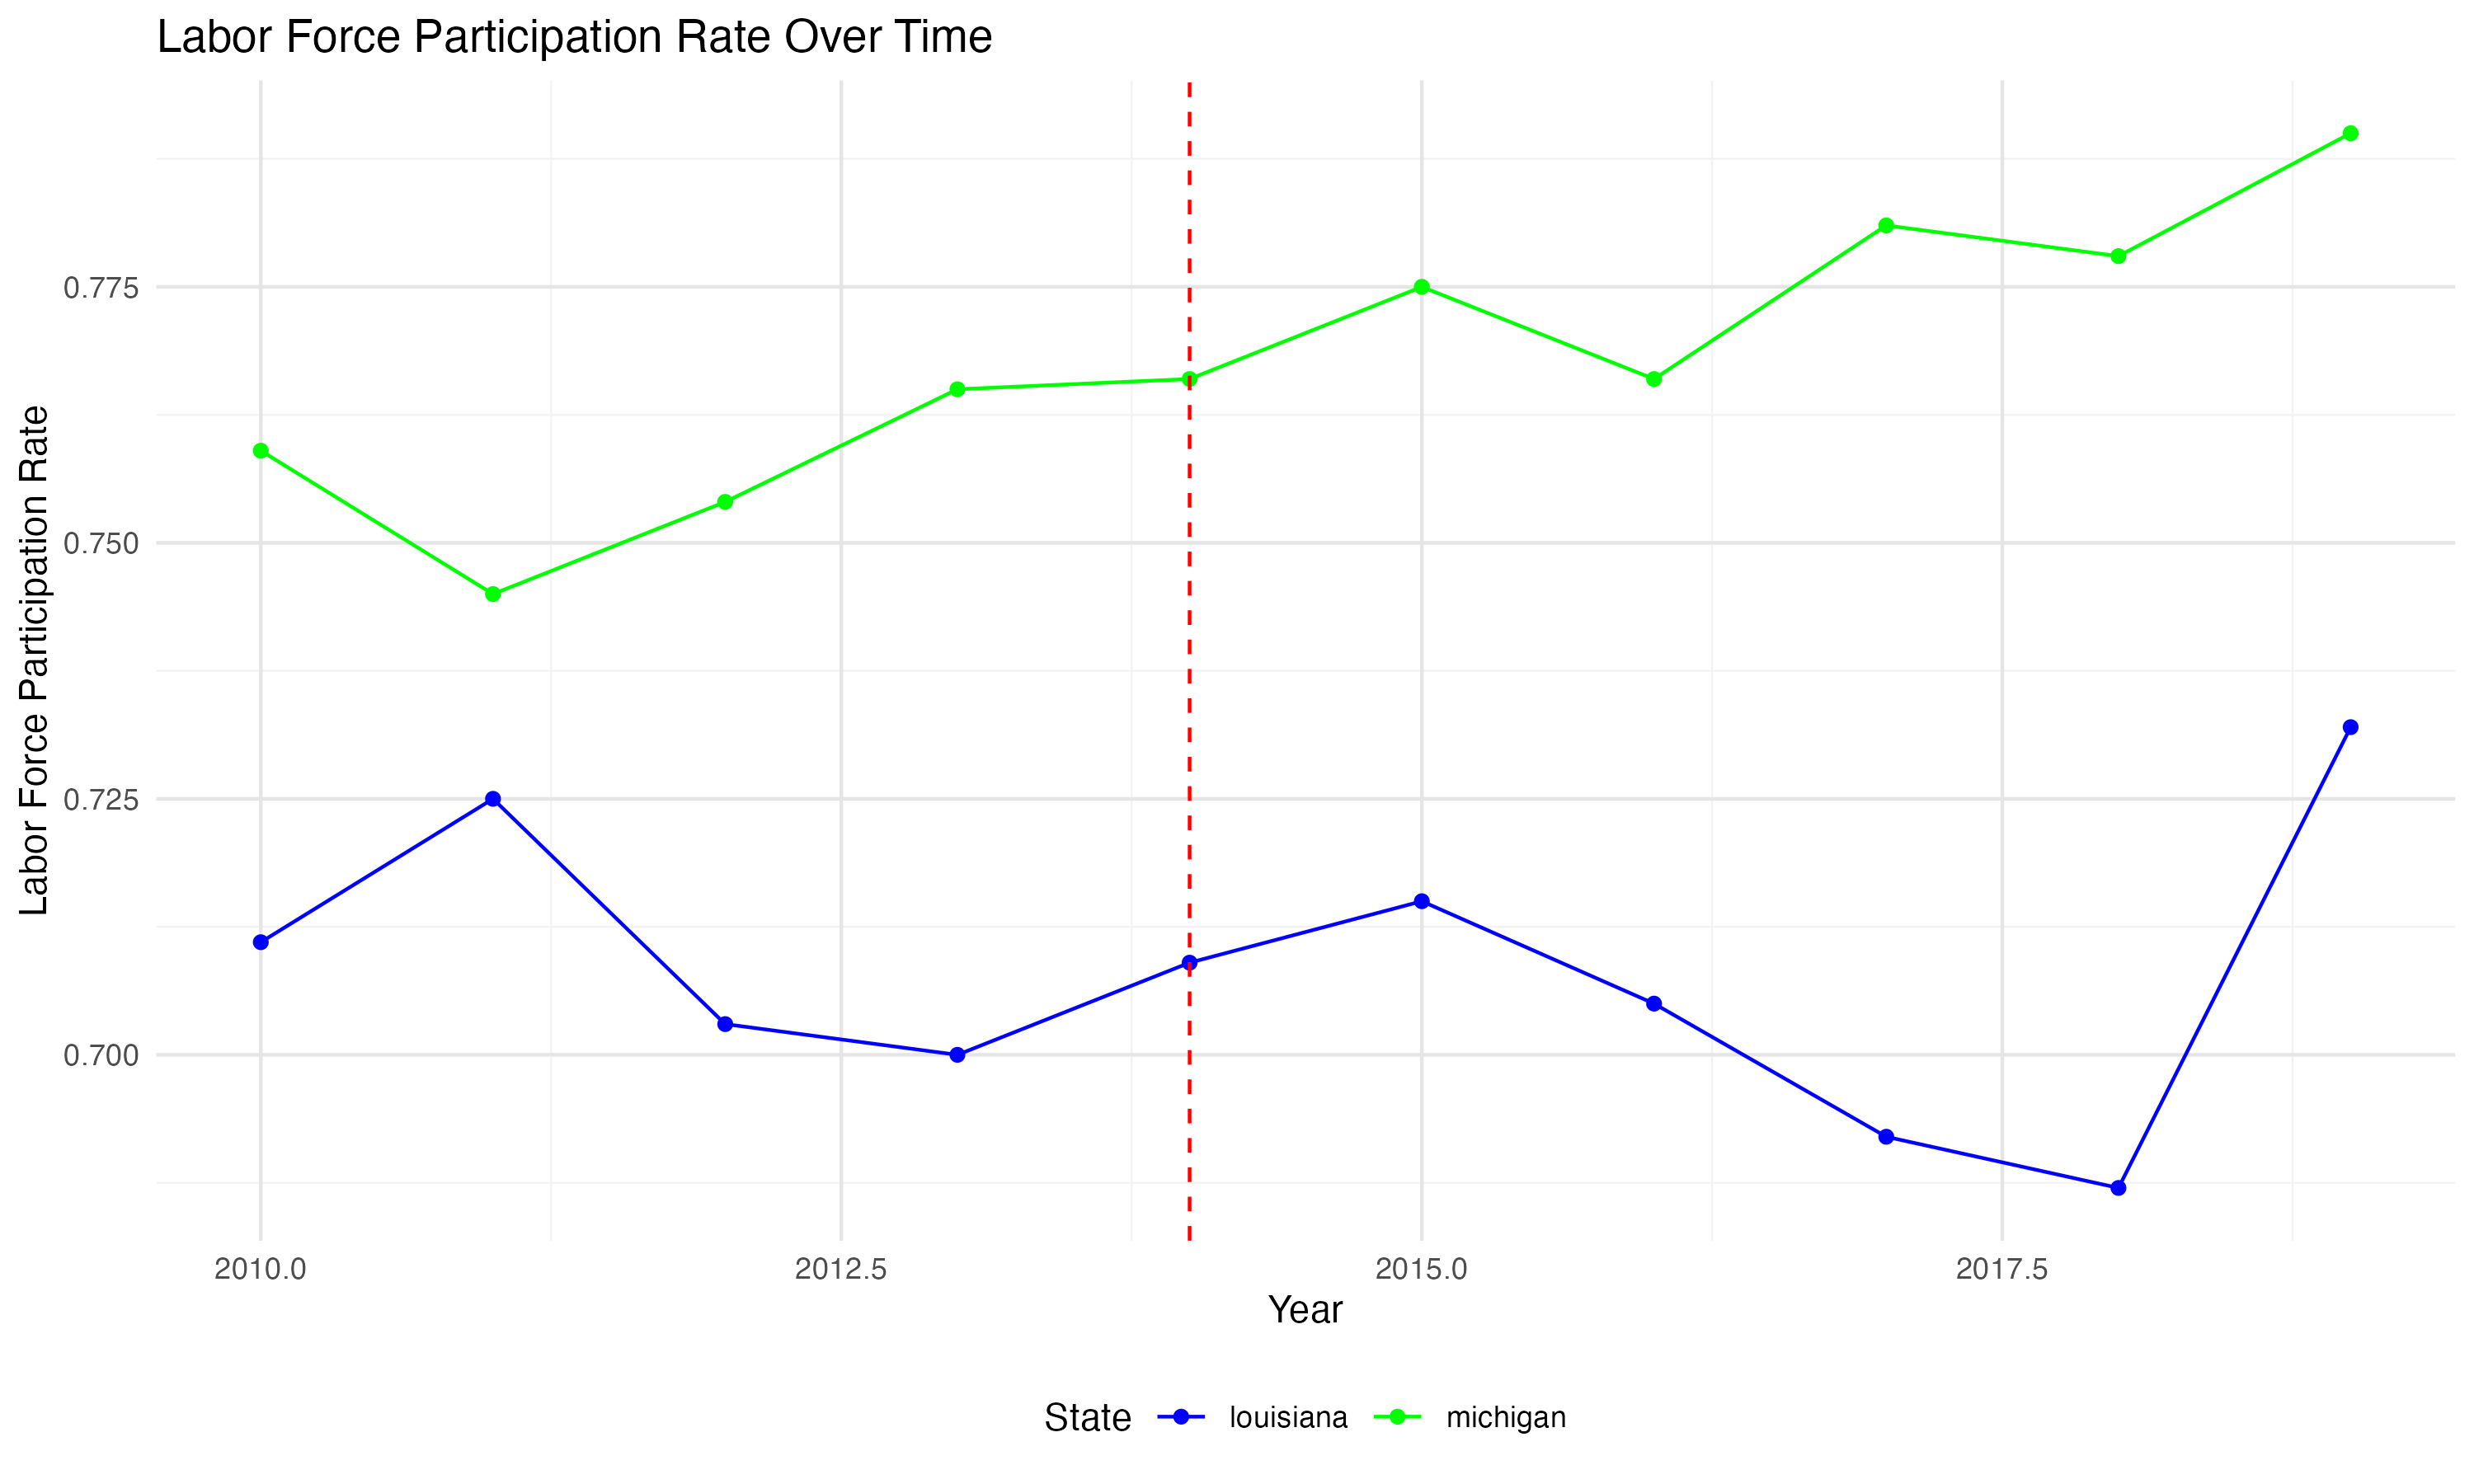 Labor Force Participation Rate Over Time
Labor Force Participation Rate
0.775
0.750
0.725
0.700
2010.0 2012.5 2015.0 2017.5
Year
State louisiana michigan